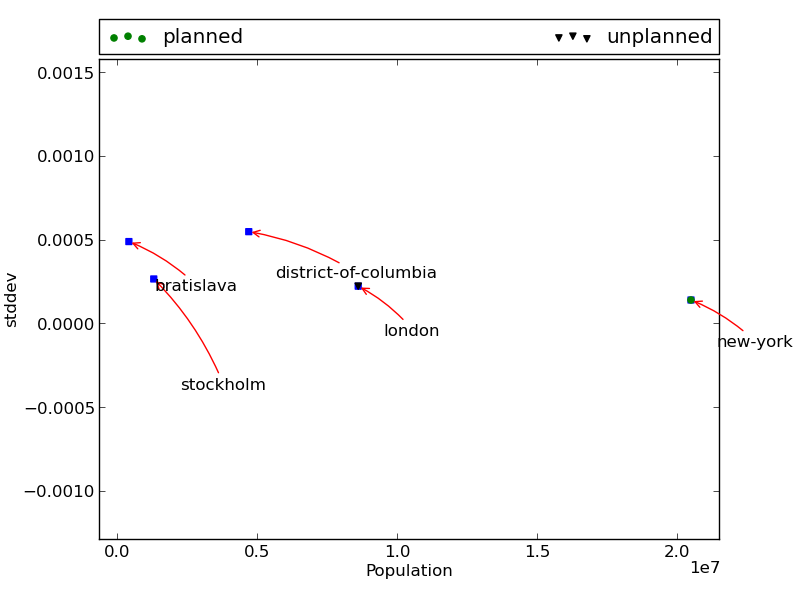 planned unplanned
0.0015
0.0010
0.0005
0.0000
−0.0005
−0.0010
stddev
bratislava
district-of-columbia
london
new-york
stockholm
0.0 0.5 1.0 1.5 2.0
1e7
Population